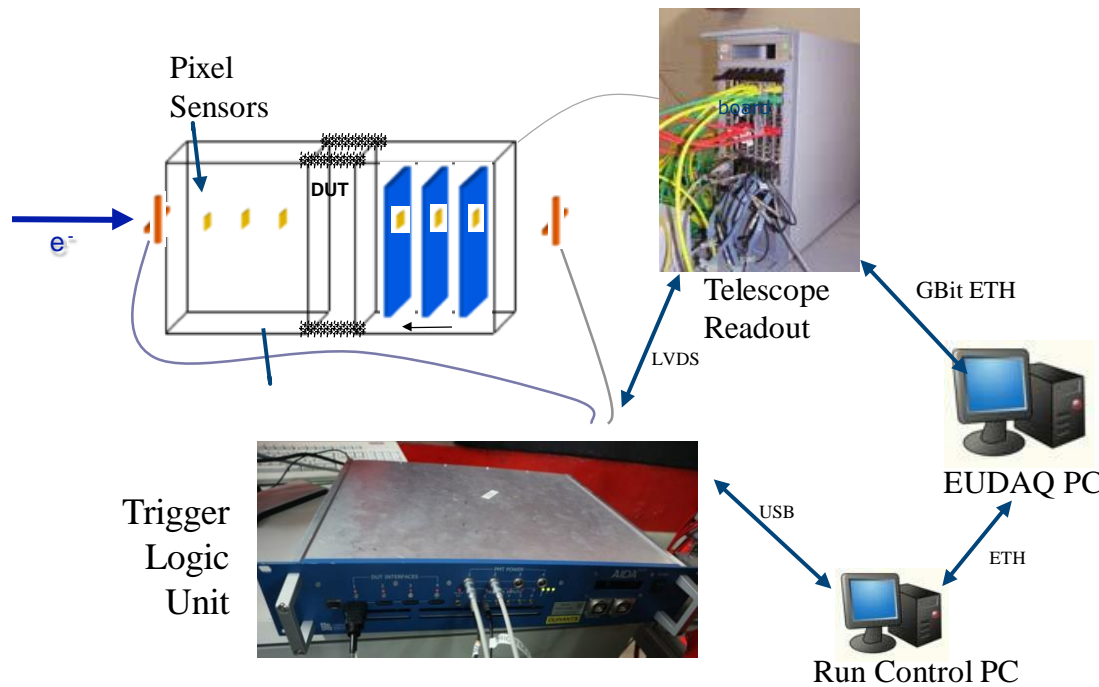 Pixel
Sensors
board
DUT
e-
Telescope
Readout
GBit ETH
LVDS
EUDAQ PC
Trigger
Logic
Unit
USB
ETH
DUT INTERFACES
PMT POWER
AIDA
Run Control PC